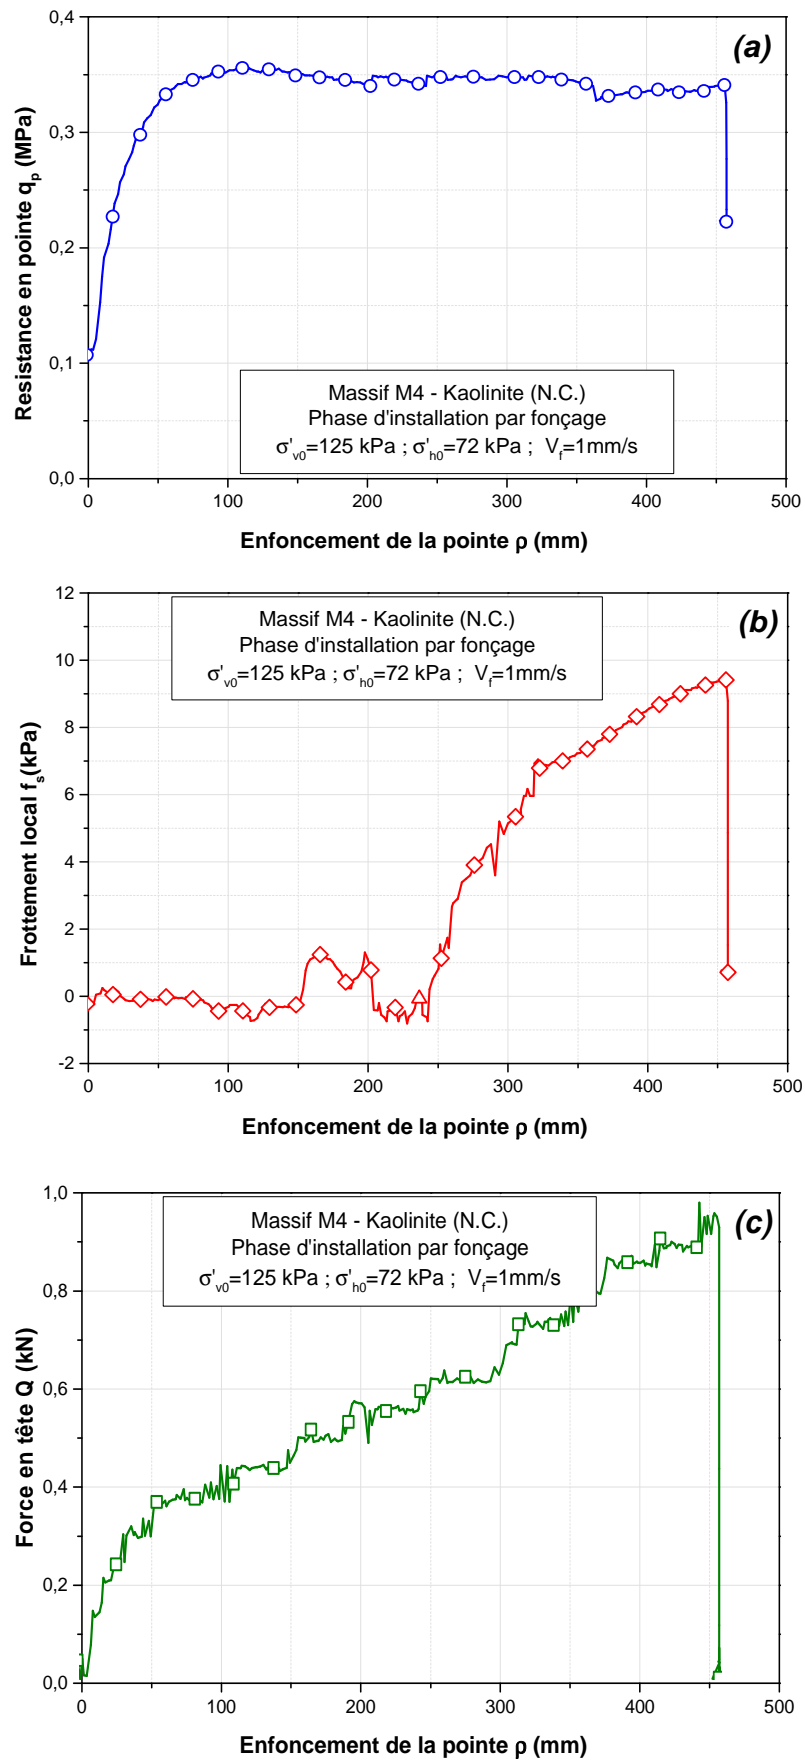 (a)
0,4
0,3
0,2
0,1
0,0
Resistance en pointe qp (MPa)
Massif M4 - Kaolinite (N.C.)
Phase d'installation par fonçage
σ'v0=125 kPa ; σ'h0=72 kPa ; Vf=1mm/s
0 100 200 300 400 500
Enfoncement de la pointe ρ (mm)
(b)
12
10
8
6
4
2
0
-2
Frottement local fs(kPa)
Massif M4 - Kaolinite (N.C.)
Phase d'installation par fonçage
σ'v0=125 kPa ; σ'h0=72 kPa ; Vf=1mm/s
0 100 200 300 400 500
Enfoncement de la pointe ρ (mm)
(c)
1,0
0,8
0,6
0,4
0,2
0,0
Force en tête Q (kN)
Massif M4 - Kaolinite (N.C.)
Phase d'installation par fonçage
σ'v0=125 kPa ; σ'h0=72 kPa ; Vf=1mm/s
0 100 200 300 400 500
Enfoncement de la pointe ρ (mm)